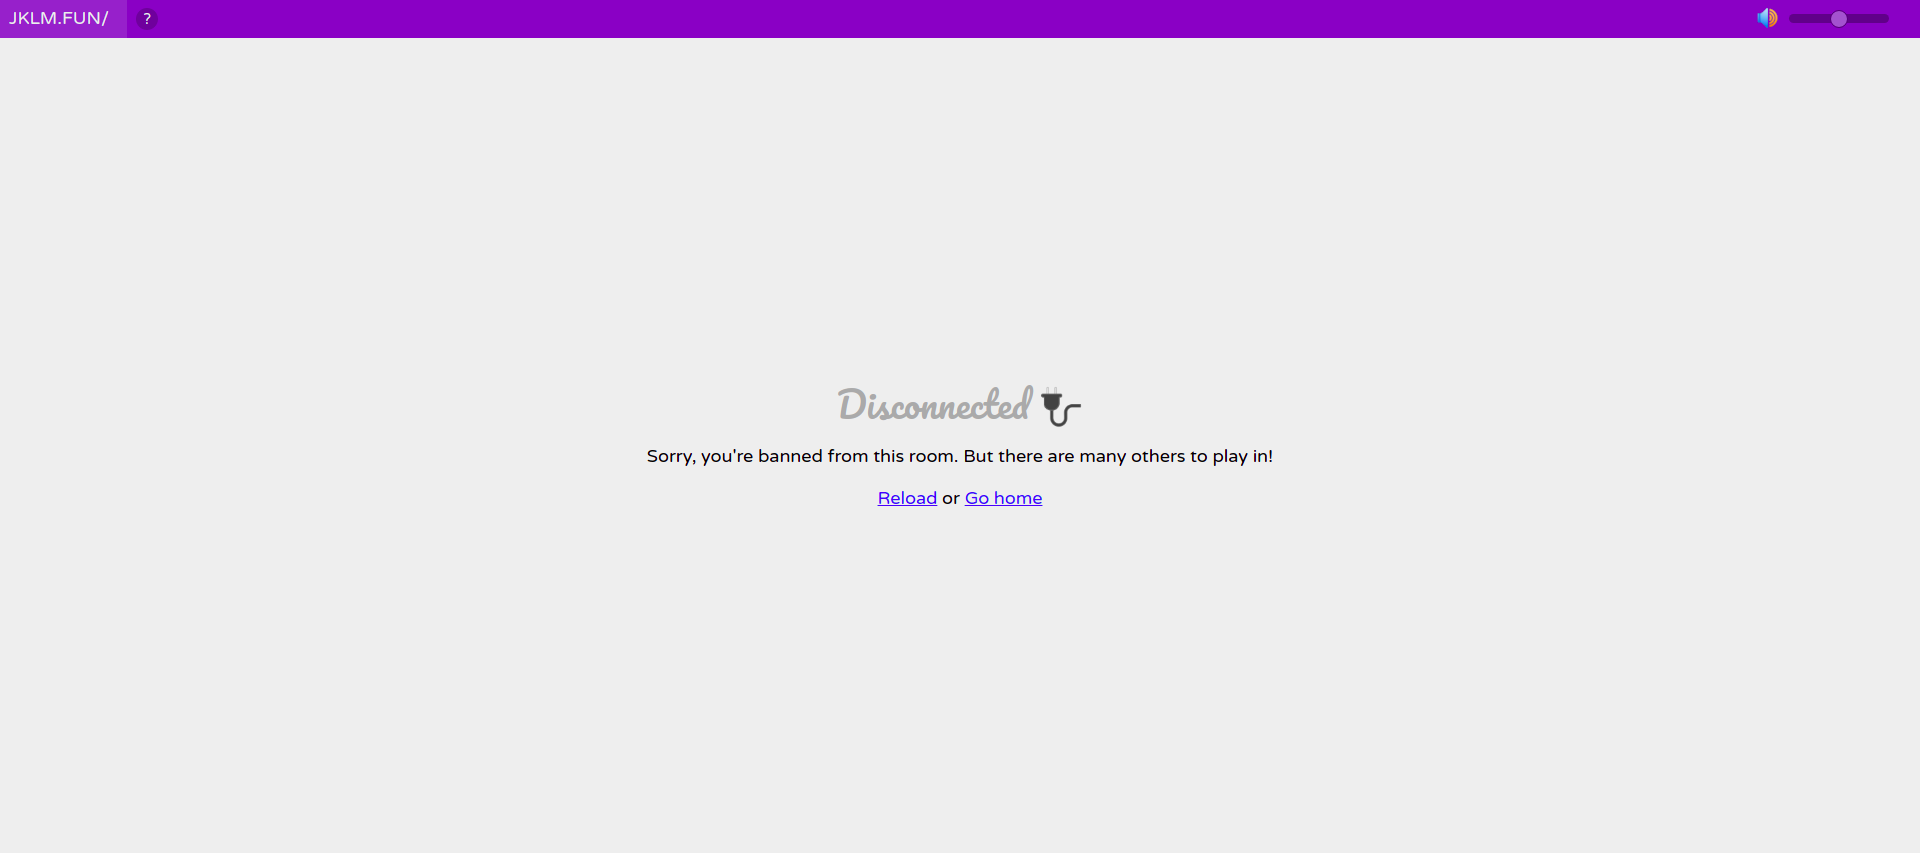 JKLM.FUN/ ?
Disconnected
Sorry, you're banned from this room. But there are many others to play in!
Reload or Go home